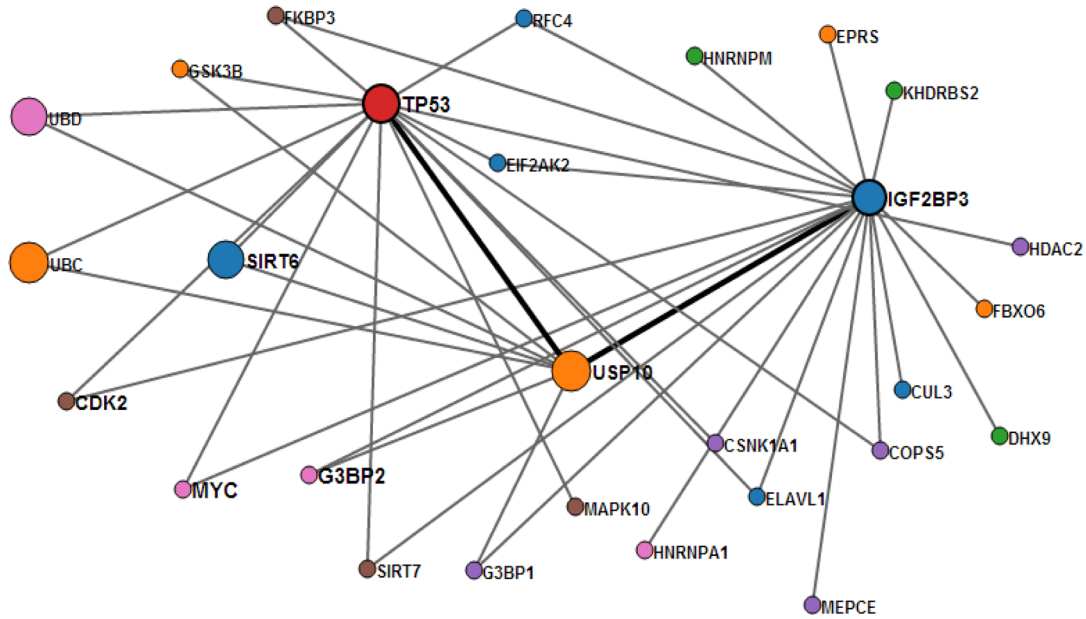 FKBP3
RFC4
EPRS
HNRNPM
GSK3B
KHDRBS2
TP53
UBD
EIF2AK2
IGF2BP3
HDAC2
SIRT6
UBC
FBXO6
USP10
CUL3
CDK2
DHX9
CSNK1A1
COPS5
G3BP2
MYC
ELAVL1
MAPK10
HNRNPA1
SIRT7
G3BP1
MEPCE